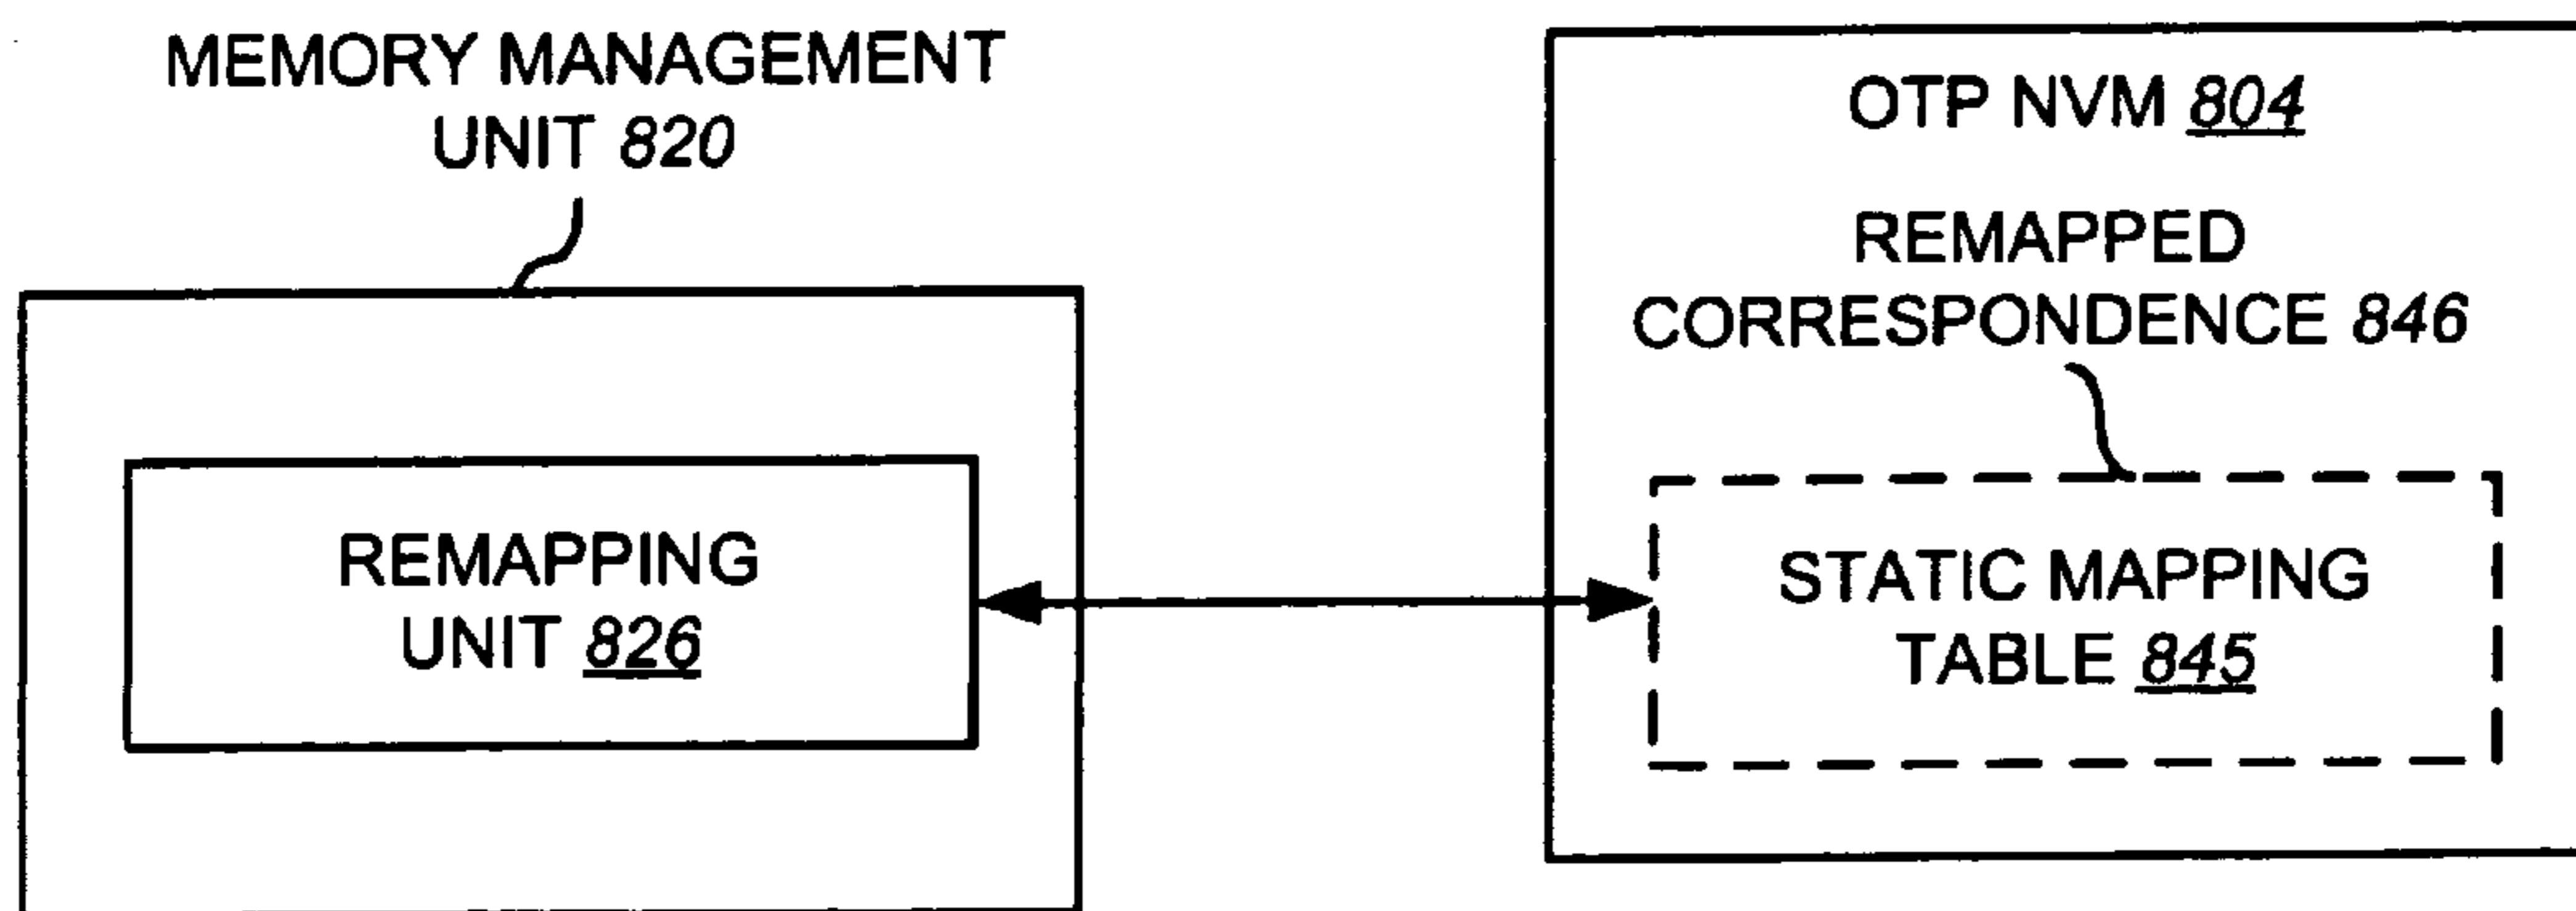 MEMORY MANAGEMENT
UNIT 820
REMAPPING
UNIT 826
OTP NVM 804
REMAPPED
CORRESPONDENCE 846
STATIC MAPPING
TABLE 845